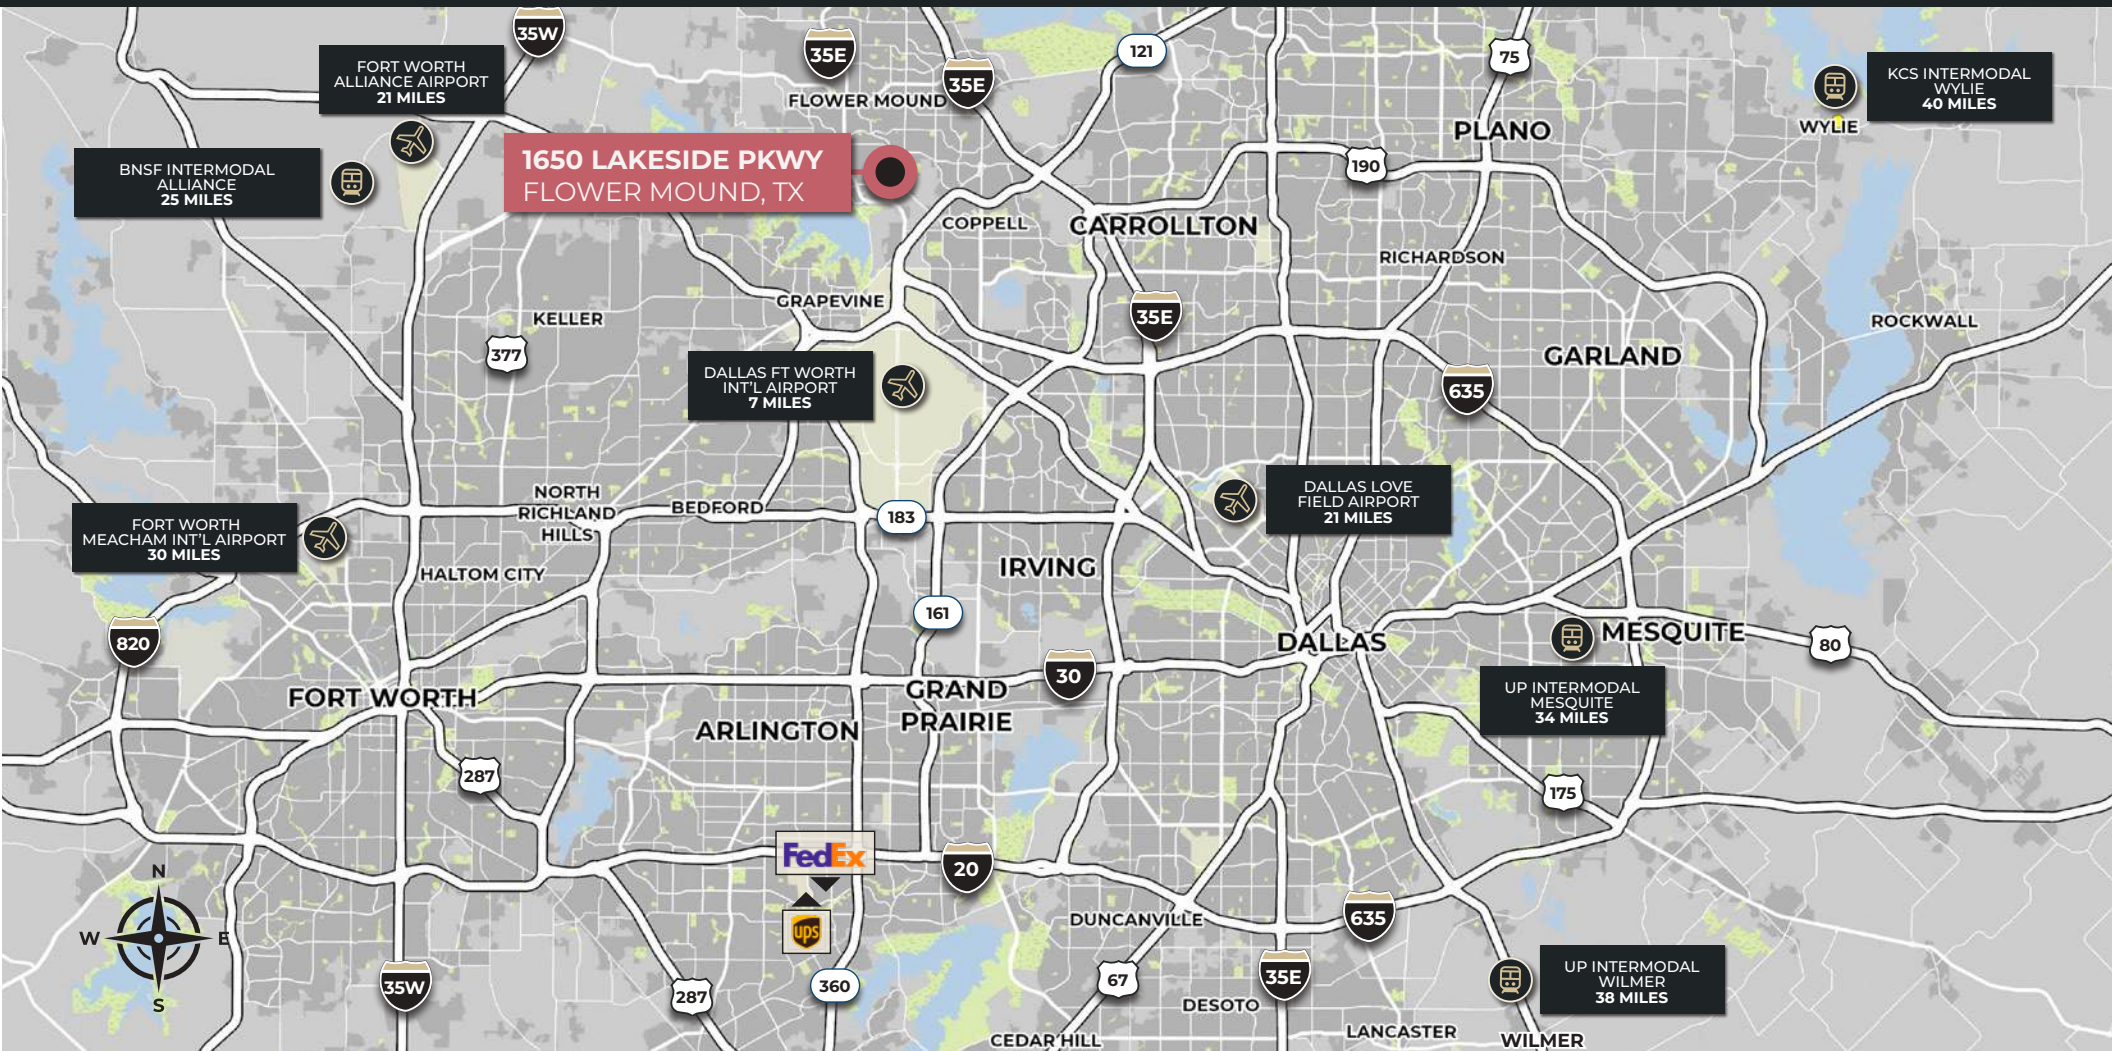 35W
35E
35E
121
75
FORT WORTH
ALLIANCE AIRPORT
21 MILES
KCS INTERMODAL
WYLIE
40 MILES
FLOWER MOUND
WYLIE
PLANO
BNSF INTERMODAL
ALLIANCE
25 MILES
1650 LAKESIDE PKWY
FLOWER MOUND, TX
190
COPPELL
CARROLLTON
RICHARDSON
GRAPEVINE
KELLER
35E
ROCKWALL
377
GARLAND
DALLAS FT WORTH
INT'L AIRPORT
7 MILES
635
NORTH
RICHLAND
HILLS
BEDFORD
183
DALLAS LOVE
FIELD AIRPORT
21 MILES
FORT WORTH
MEACHAM INT'L AIRPORT
30 MILES
HALTOM CITY
IRVING
161
820
DALLAS
MESQUITE
80
30
FORT WORTH
GRAND
PRAIRIE
ARLINGTON
UP INTERMODAL
MESQUITE
34 MILES
287
175
FedEx
20
N
W
E
S
ups
DUNCANVILLE
635
35W
287
360
67
35E
DESOTO
UP INTERMODAL
WILMER
38 MILES
CEDAR HILL
LANCASTER
WILMER